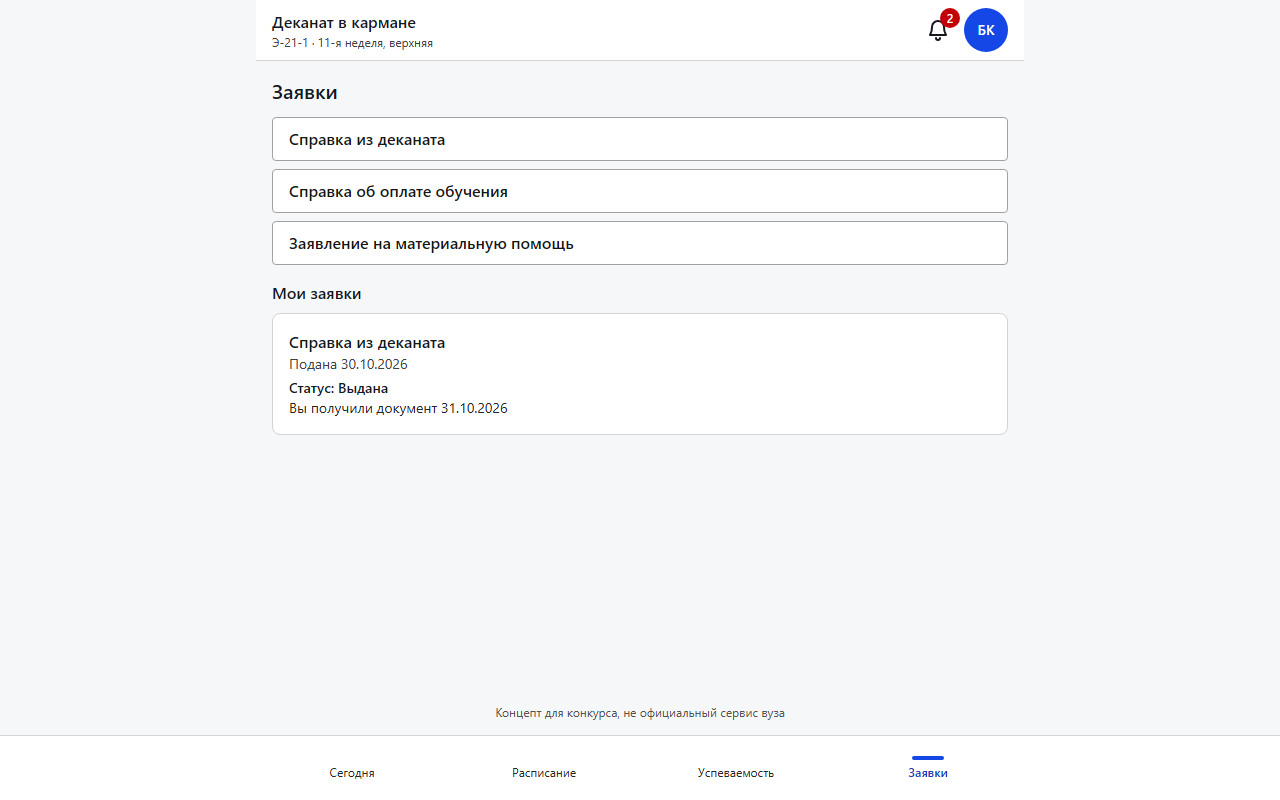 Деканат в кармане
Э-21-1 · 11-я неделя, верхняя
2
БК
Заявки
Справка из деканата
Справка об оплате обучения
Заявление на материальную помощь
Мои заявки
Справка из деканата
Подана 30.10.2026
Статус: Выдана
Вы получили документ 31.10.2026
Концепт для конкурса, не официальный сервис вуза
Сегодня
Расписание
Успеваемость
Заявки